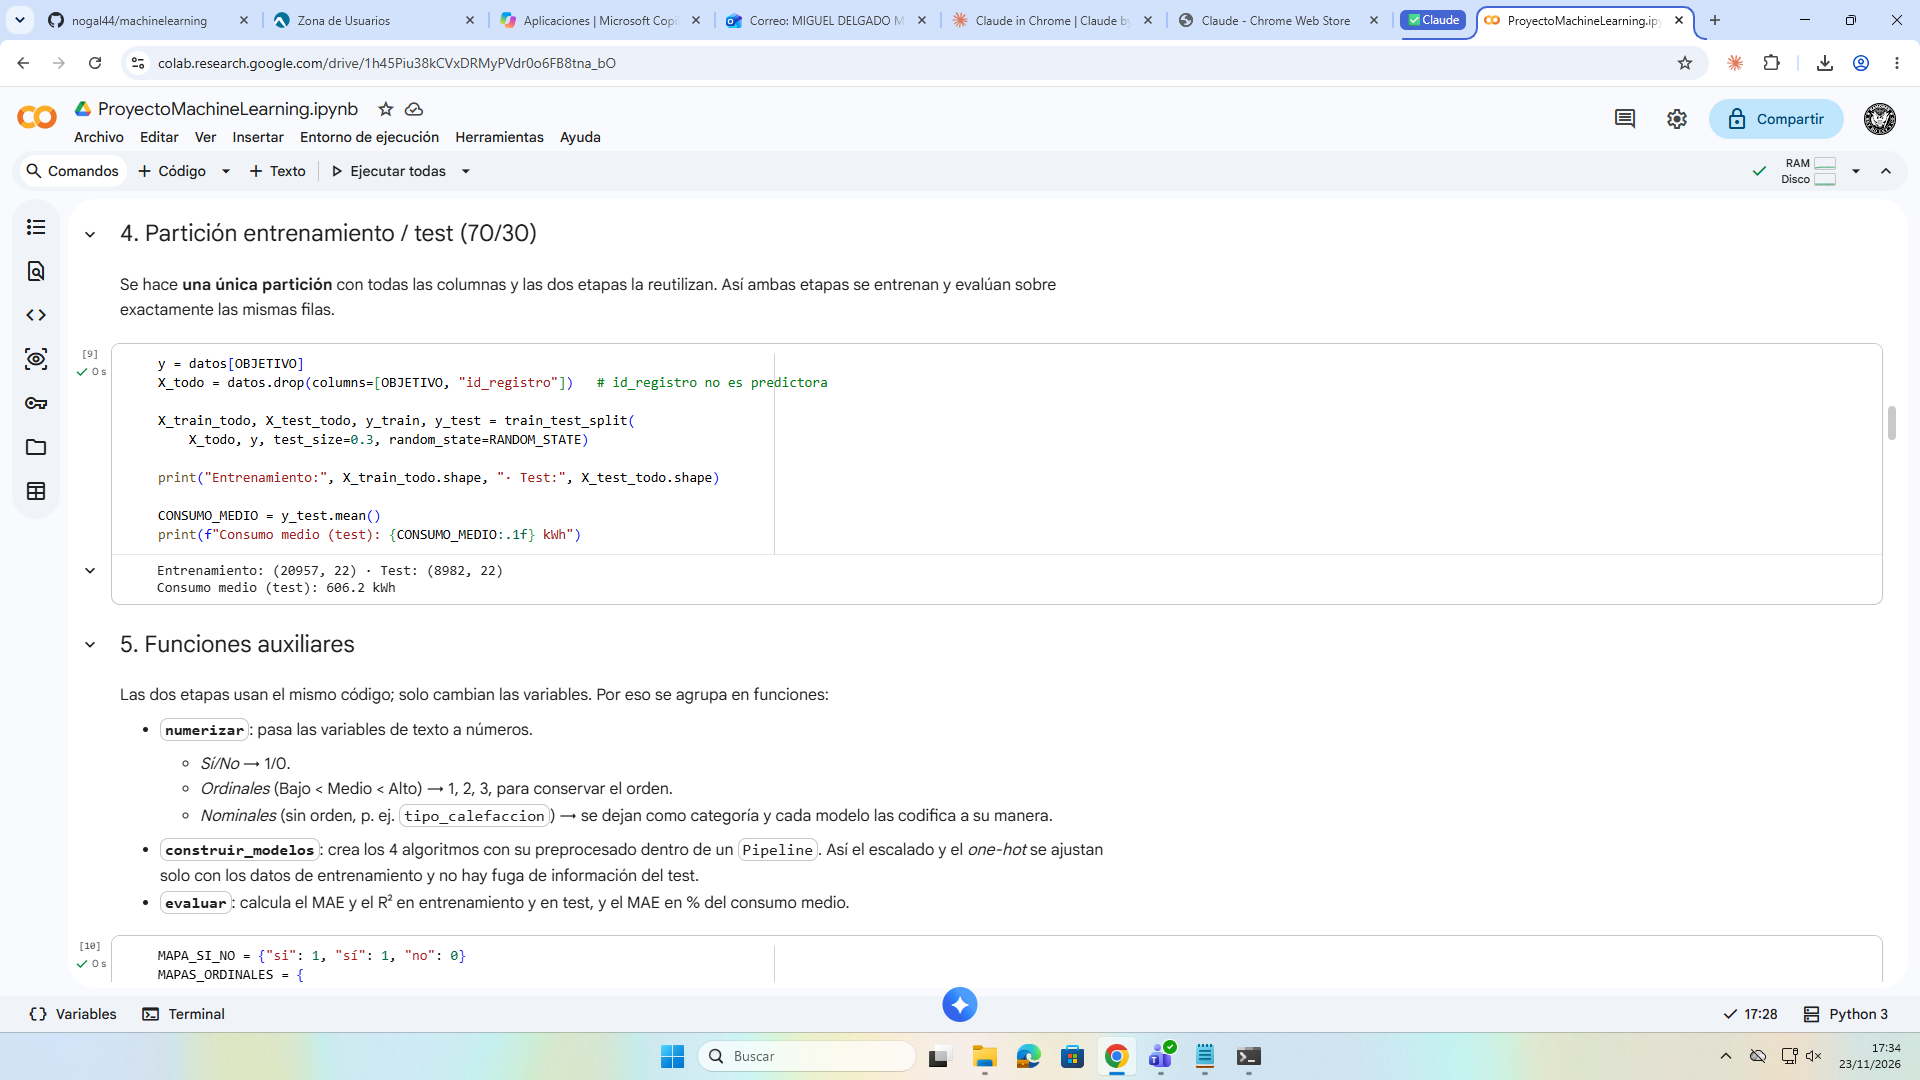 nogal44/machinelearning
Zona de Usuarios
Aplicaciones | Microsoft Copi
Correo: MIGUEL DELGADO M
Claude in Chrome | Claude by
Claude - Chrome Web Store
Claude
ProyectoMachineLearning.ipy
colab.research.google.com/drive/1h45Piu38kCVxDRMyPVdr0o6FB8tna_bO
ProyectoMachineLearning.ipynb
Archivo Editar Ver Insertar Entorno de ejecución Herramientas Ayuda
Compartir
Comandos + Código + Texto Ejecutar todas
RAM
Disco
4. Partición entrenamiento / test (70/30)
Se hace una única partición con todas las columnas y las dos etapas la reutilizan. Así ambas etapas se entrenan y evalúan sobre
exactamente las mismas filas.
[9]
0 s
y = datos[OBJETIVO]
X_todo = datos.drop(columns=[OBJETIVO, "id_registro"])   # id_registro no es predictora
X_train_todo, X_test_todo, y_train, y_test = train_test_split(
    X_todo, y, test_size=0.3, random_state=RANDOM_STATE)
print("Entrenamiento:", X_train_todo.shape, "· Test:", X_test_todo.shape)
CONSUMO_MEDIO = y_test.mean()
print(f"Consumo medio (test): {CONSUMO_MEDIO:.1f} kWh")
Entrenamiento: (20957, 22) · Test: (8982, 22)
Consumo medio (test): 606.2 kWh
5. Funciones auxiliares
Las dos etapas usan el mismo código; solo cambian las variables. Por eso se agrupa en funciones:
• numerizar: pasa las variables de texto a números.
◦ Sí/No → 1/0.
◦ Ordinales (Bajo < Medio < Alto) → 1, 2, 3, para conservar el orden.
◦ Nominales (sin orden, p. ej. tipo_calefaccion) → se dejan como categoría y cada modelo las codifica a su manera.
• construir_modelos: crea los 4 algoritmos con su preprocesado dentro de un Pipeline. Así el escalado y el one-hot se ajustan
solo con los datos de entrenamiento y no hay fuga de información del test.
• evaluar: calcula el MAE y el R² en entrenamiento y en test, y el MAE en % del consumo medio.
[10]
0 s
MAPA_SI_NO = {"si": 1, "sí": 1, "no": 0}
MAPAS_ORDINALES = {
Variables Terminal
17:28 Python 3
Buscar
17:34
23/11/2026